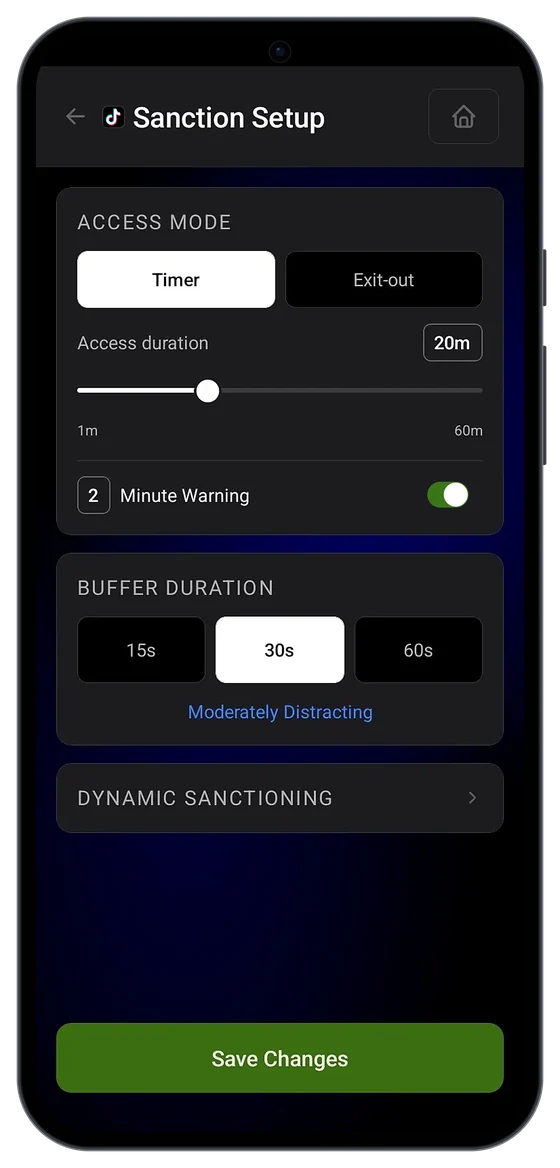 Sanction Setup
ACCESS MODE
Timer Exit-out
Access duration 20m
1m 60m
2 Minute Warning
BUFFER DURATION
15s 30s 60s
Moderately Distracting
DYNAMIC SANCTIONING
Save Changes